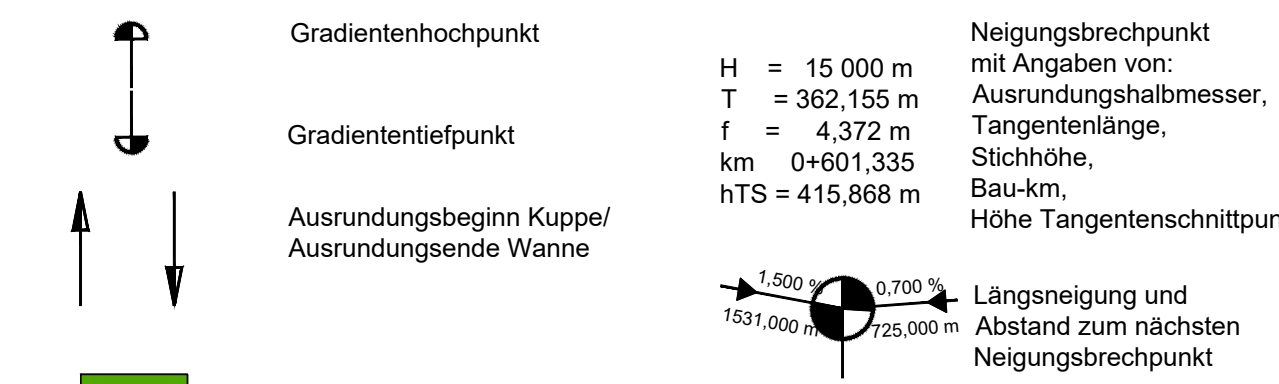 Gradientenhochpunkt
Gradiententiefpunkt
Ausrundungsbeginn Kuppe/
Ausrundungsende Wanne
H = 15 000 m
T = 362,155 m
f = 4,372 m
km 0+601,335
hTS = 415,868 m
Neigungsbrechpunkt
mit Angaben von:
Ausrundungshalbmesser,
Tangentenlänge,
Stichhöhe,
Bau-km,
Höhe
1,500 %
0,700 %
1531,000 m
725,000 m
Längsneigung und
Abstand zum nächsten
Neigungsbrechpunkt